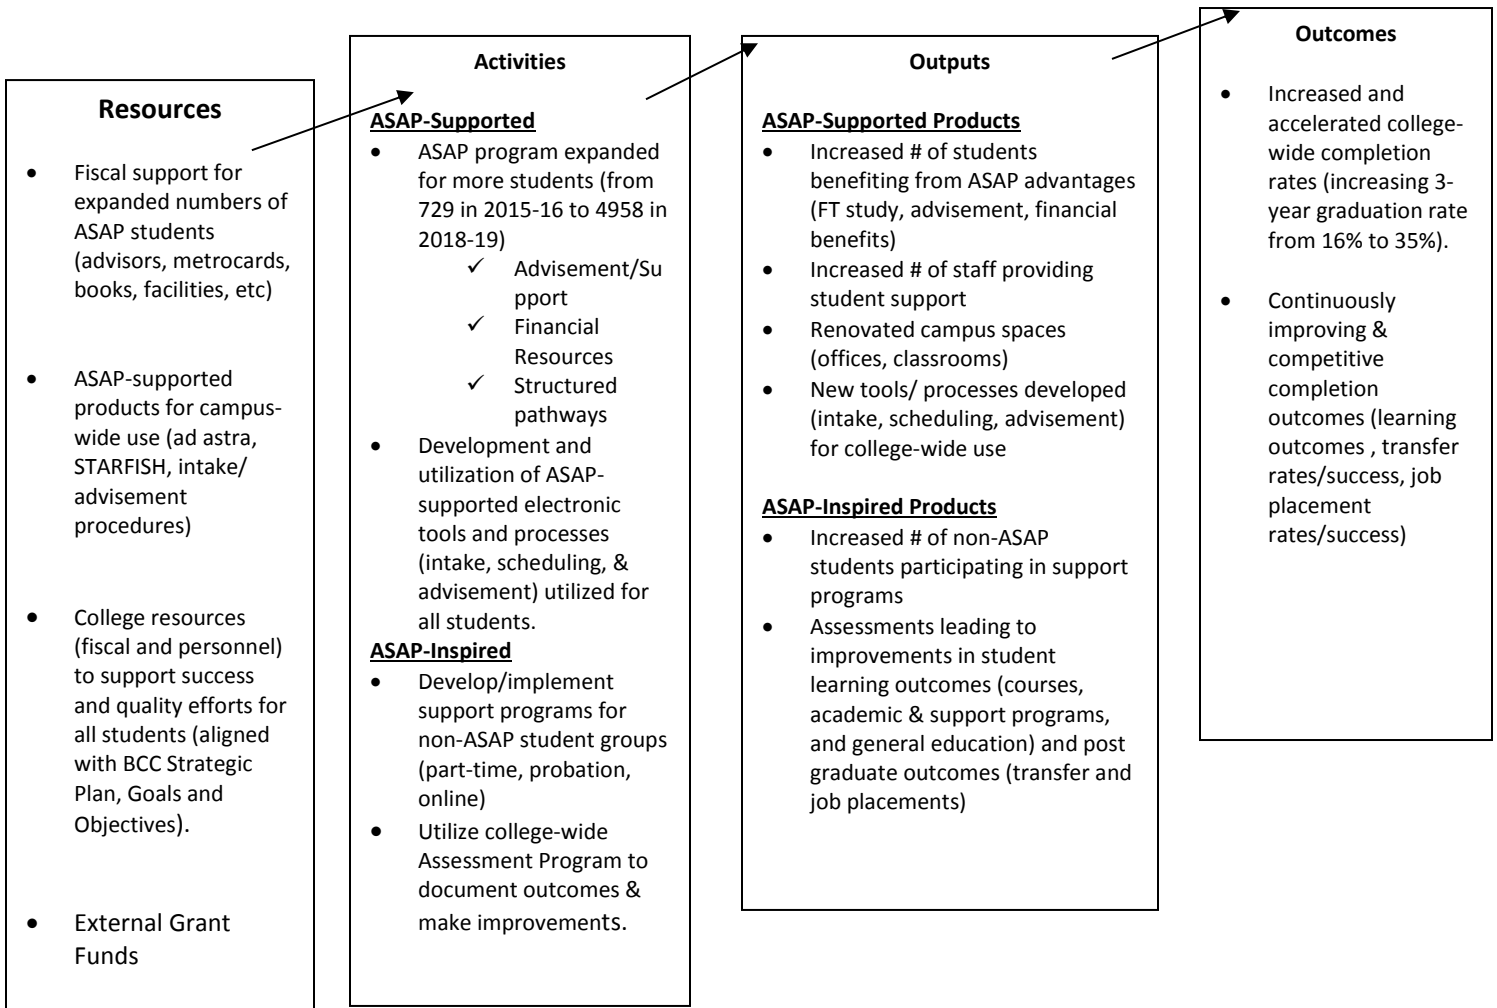 Resources
• Fiscal support for
expanded numbers of
ASAP students
(advisors, metrocards,
books, facilities, etc)
• ASAP-supported
products for campus-
wide use (ad astra,
STARFISH, intake/
advisement
procedures)
• College resources
(fiscal and personnel)
to support success
and quality efforts for
all students (aligned
with BCC Strategic
Plan, Goals and
Objectives).
• External Grant
Funds
Activities
ASAP-Supported
• ASAP program expanded
for more students (from
729 in 2015-16 to 4958 in
2018-19)
✓ Advisement/Su
pport
✓ Financial
Resources
✓ Structured
pathways
• Development and
utilization of ASAP-
supported electronic
tools and processes
(intake, scheduling, &
advisement) utilized for
all students.
ASAP-Inspired
• Develop/implement
support programs for
non-ASAP student groups
(part-time, probation,
online)
• Utilize college-wide
Assessment Program to
document outcomes &
make improvements.
Outputs
ASAP-Supported Products
• Increased # of students
benefiting from ASAP advantages
(FT study, advisement, financial
benefits)
• Increased # of staff providing
student support
• Renovated campus spaces
(offices, classrooms)
• New tools/ processes developed
(intake, scheduling, advisement)
for college-wide use
ASAP-Inspired Products
• Increased # of non-ASAP
students participating in support
programs
• Assessments leading to
improvements in student
learning outcomes (courses,
academic & support programs,
and general education) and post
graduate outcomes (transfer and
job placements)
Outcomes
• Increased and
accelerated college-
wide completion
rates (increasing 3-
year graduation rate
from 16% to 35%).
• Continuously
improving &
competitive
completion
outcomes (learning
outcomes , transfer
rates/success, job
placement
rates/success)